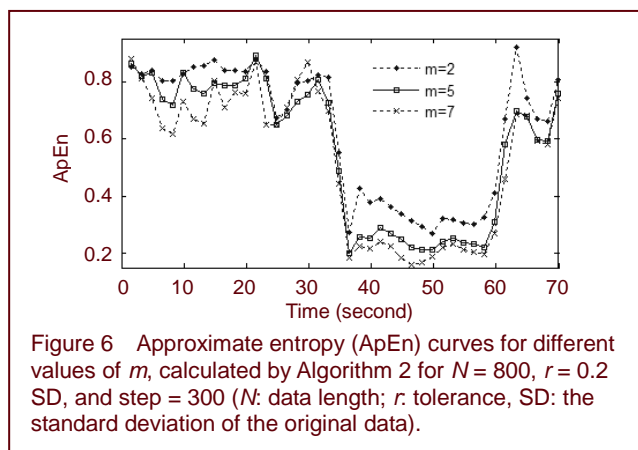 0.8
0.6
0.4
0.2
ApEn
m=2
m=5
m=7
0 10 20 30 40 50 60 70
Time (second)
Figure 6 Approximate entropy (ApEn) curves for different
values of m, calculated by Algorithm 2 for N = 800, r = 0.2
SD, and step = 300 (N: data length; r: tolerance, SD: the
standard deviation of the original data).